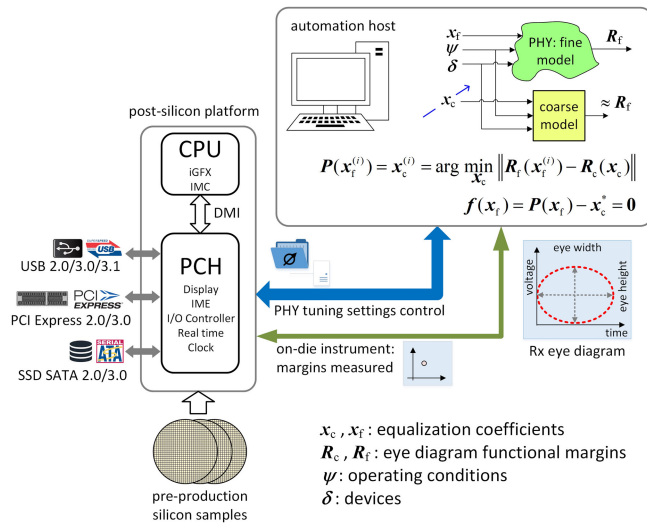 automation host
x_f
ψ
δ
PHY: fine
model
R_f
x_c
coarse
model
≈ R_f
P(x_f^(i)) = x_c^(i) = arg min_{x_c} ‖R_f(x_f^(i)) − R_c(x_c)‖
f(x_f) = P(x_f) − x_c^* = 0
post-silicon platform
CPU
iGFX
IMC
DMI
PCH
Display
IME
I/O Controller
Real time
Clock
USB
USB 2.0/3.0/3.1
PCI
EXPRESS
PCI Express 2.0/3.0
SERIAL
ATA
SSD SATA 2.0/3.0
PHY tuning settings control
on-die instrument:
margins measured
eye width
voltage
eye height
time
Rx eye diagram
pre-production
silicon samples
x_c , x_f : equalization coefficients
R_c , R_f : eye diagram functional margins
ψ: operating conditions
δ: devices